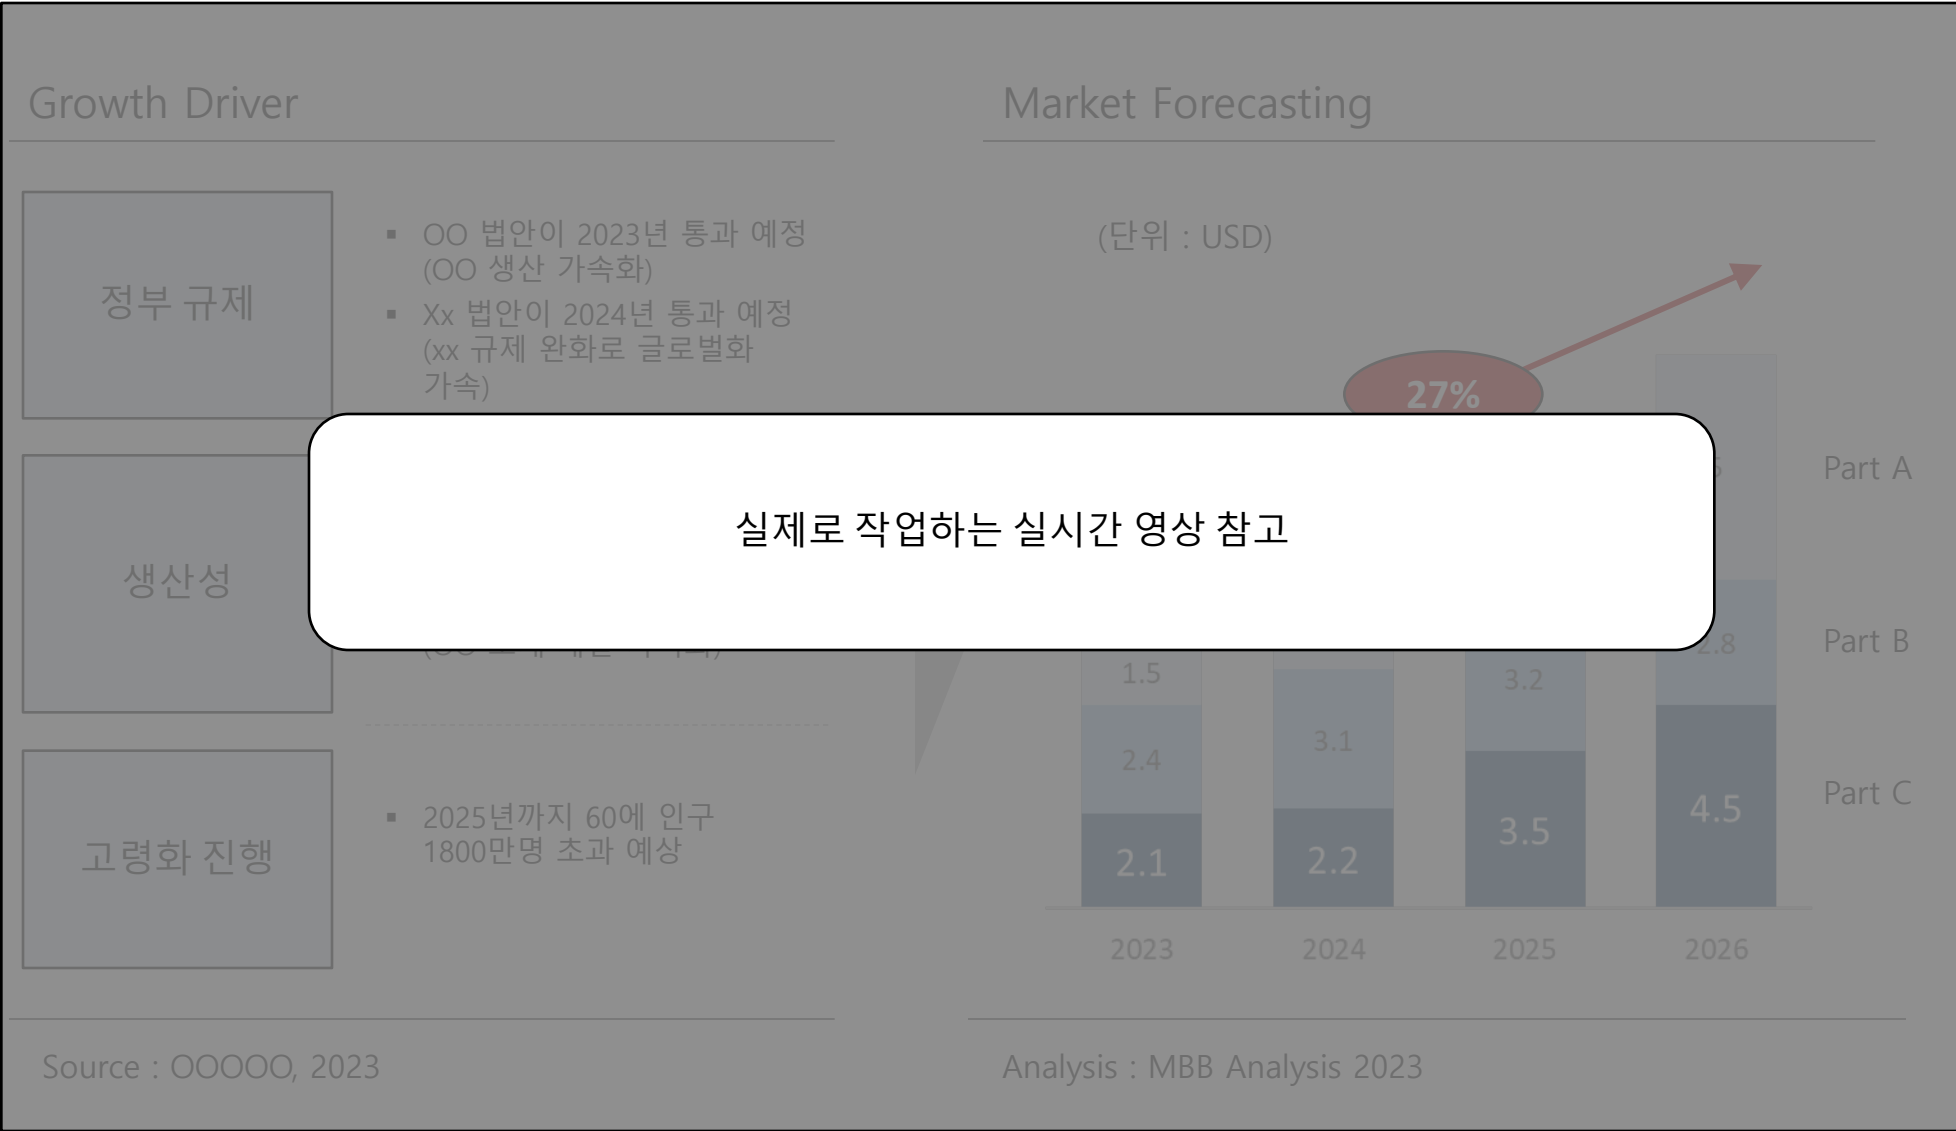 Growth Driver
정부 규제
▪ OO 법안이 2023년 통과 예정
(OO 생산 가속화)
▪ Xx 법안이 2024년 통과 예정
(xx 규제 완화로 글로벌화
가속)
생산성
고령화 진행
▪ 2025년까지 60에 인구
1800만명 초과 예상
Source : OOOOO, 2023
실제로 작업하는 실시간 영상 참고
Market Forecasting
(단위 : USD)
27%
Part A
2.8
Part B
1.5
3.2
2.4
3.1
4.5
Part C
3.5
2.1
2.2
2023
2024
2025
2026
Analysis : MBB Analysis 2023